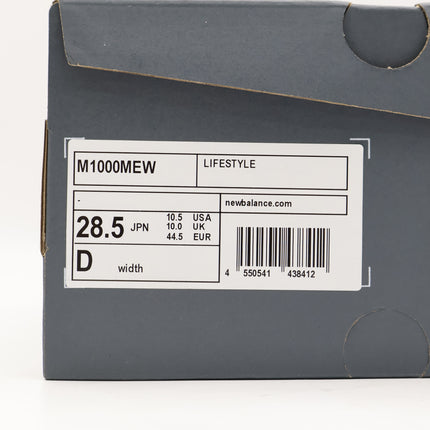 M1000MEW LIFESTYLE
- newbalance.com
28.5 JPN 10.5 USA
10.0 UK
44.5 EUR
D width
4 550541 438412